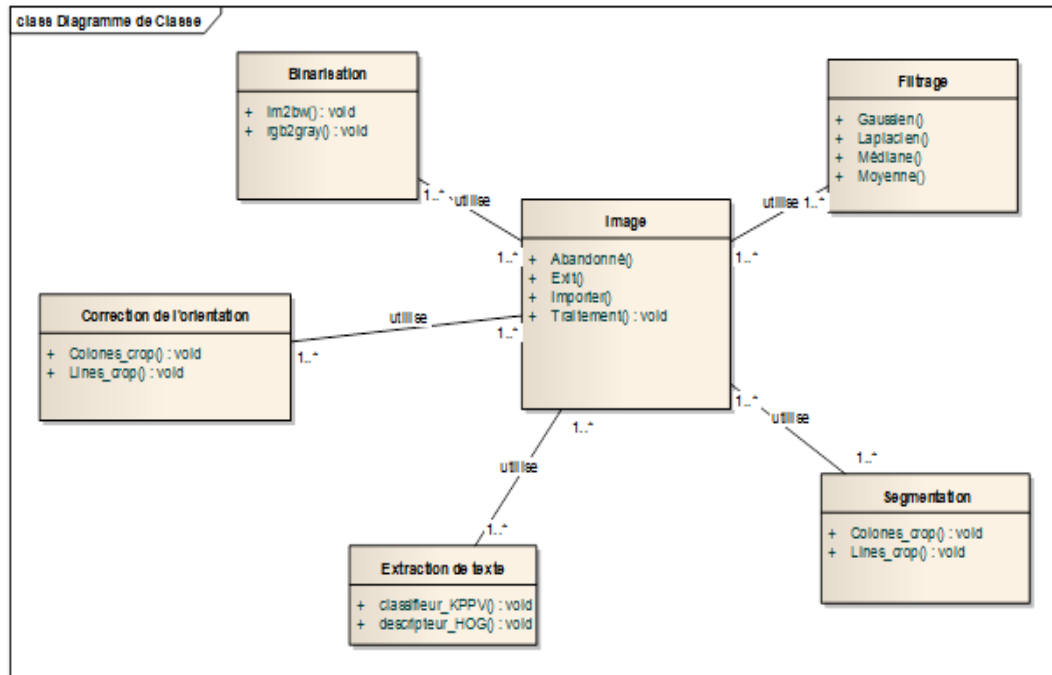 class Diagramme de Classe
Binarisation
+ im2bw() : void
+ rgb2gray() : void
Filtrage
+ Gaussien()
+ Laplacien()
+ Médiane()
+ Moyenne()
1..*
utilise
1..*
utilise 1..*
1..*
Image
+ Abandonné()
+ Exit()
+ Importer()
+ Traitement() : void
Correction de l'orientation
+ Colones_crop() : void
+ Lines_crop() : void
utilise
1..*
1..*
1..*
utilise
1..*
1..*
utilise
1..*
Segmentation
+ Colones_crop() : void
+ Lines_crop() : void
Extraction de texte
+ classifieur_KPPV() : void
+ descripteur_HOG() : void